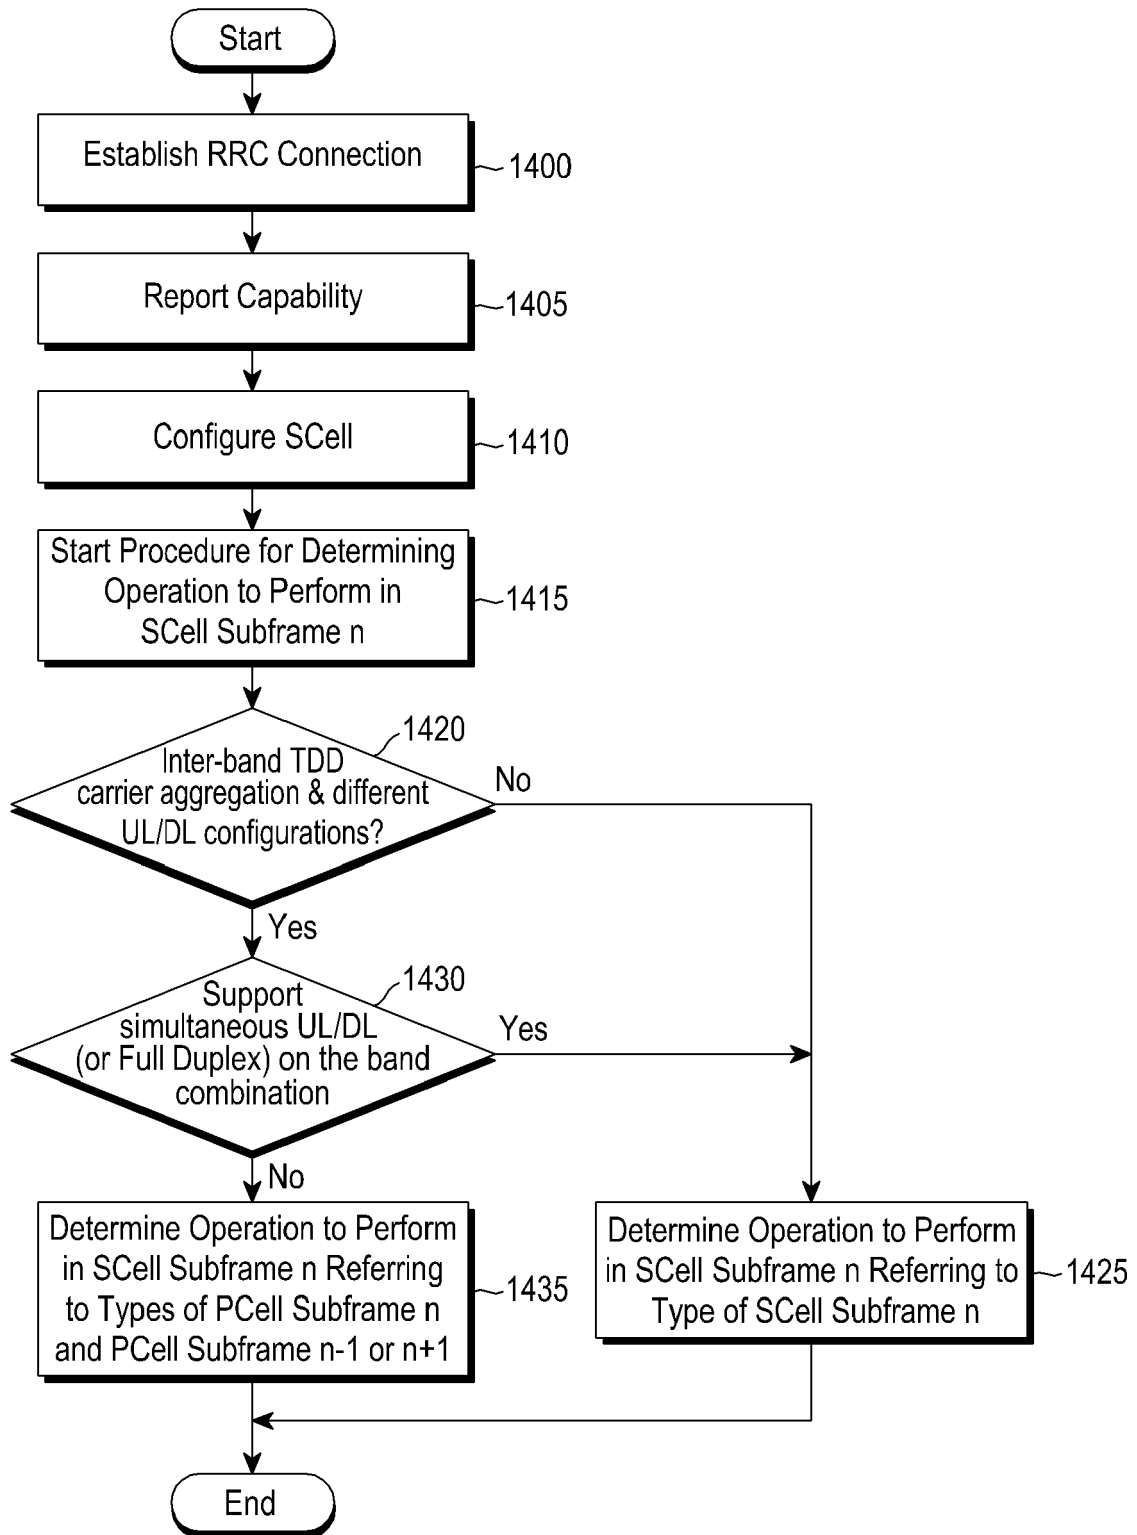 Start
Establish RRC Connection
1400
Report Capability
1405
Configure SCell
1410
Start Procedure for Determining
Operation to Perform in
SCell Subframe n
1415
1420
Inter-band TDD
carrier aggregation & different
UL/DL configurations?
No
Yes
1430
Support
simultaneous UL/DL
(or Full Duplex) on the band
combination
Yes
No
Determine Operation to Perform
in SCell Subframe n Referring
to Types of PCell Subframe n
and PCell Subframe n-1 or n+1
1435
Determine Operation to Perform
in SCell Subframe n Referring to
Type of SCell Subframe n
1425
End